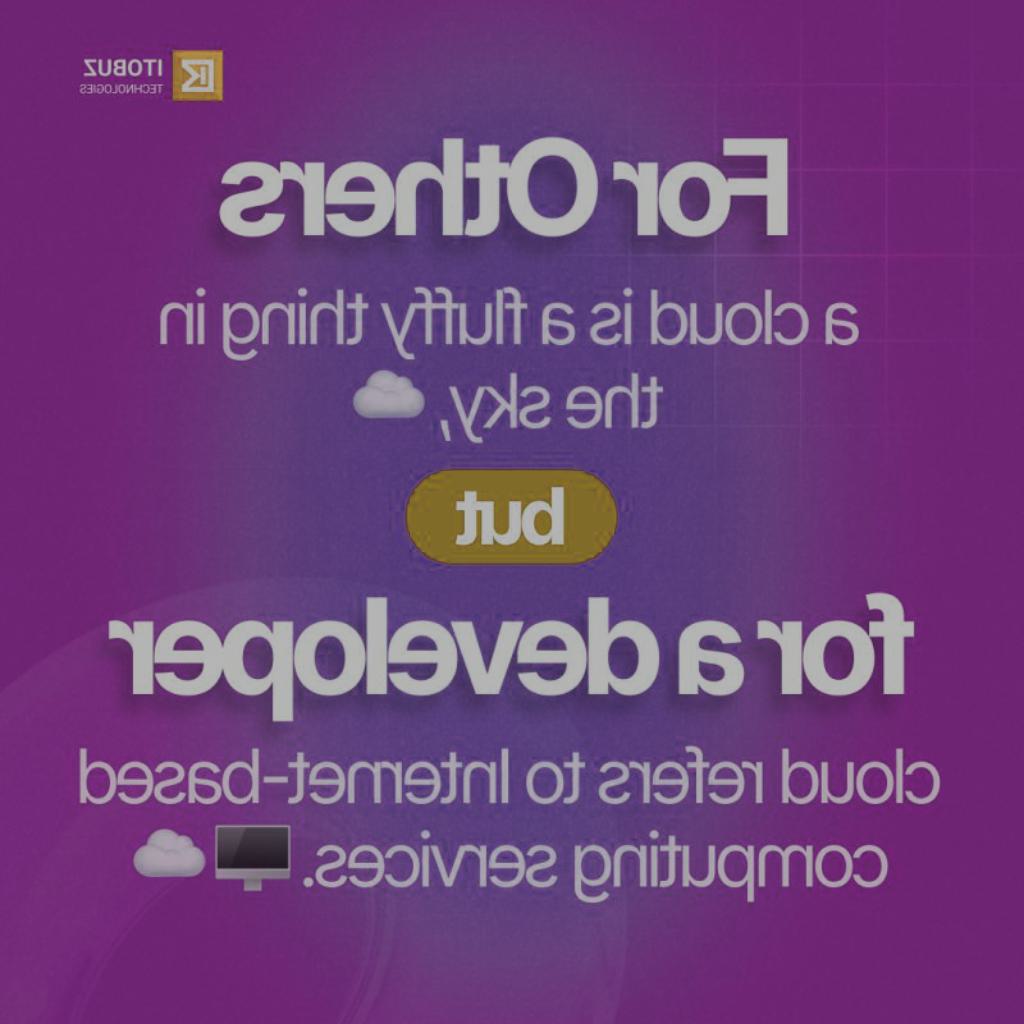 ITOBUZ
TECHNOLOGIES
For Others
a cloud is a fluffy thing in
the sky, ☁️
but
for a developer
cloud refers to Internet-based
computing services. 🖥️☁️